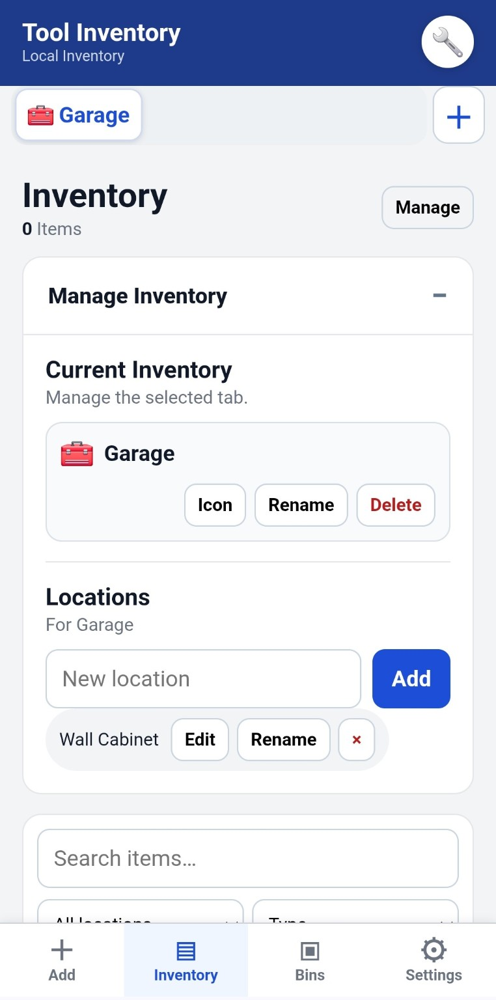 Tool Inventory
Local Inventory
Garage
Inventory
0 Items
Manage
Manage Inventory
Current Inventory
Manage the selected tab.
Garage
Icon Rename Delete
Locations
For Garage
New location Add
Wall Cabinet Edit Rename ×
Search items…
All locations Type
Add Inventory Bins Settings